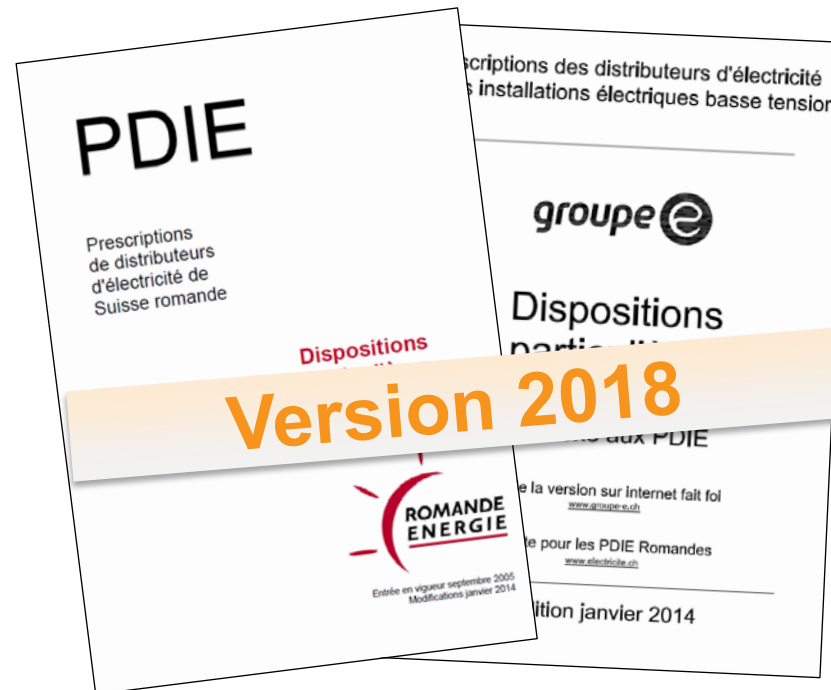 PDIE
Prescriptions
de distributeurs
d'électricité de
Suisse romande
Dispositions
ROMANDE
ENERGIE
Entrée en vigueur septembre 2005
Modifications janvier 2014
scriptions des distributeurs d'électricité
s installations électriques basse tension
groupe e
Dispositions
Version 2018
aux PDIE
e la version sur internet fait foi
www.groupe-e.ch
te pour les PDIE Romandes
www.electricite.ch
ition janvier 2014